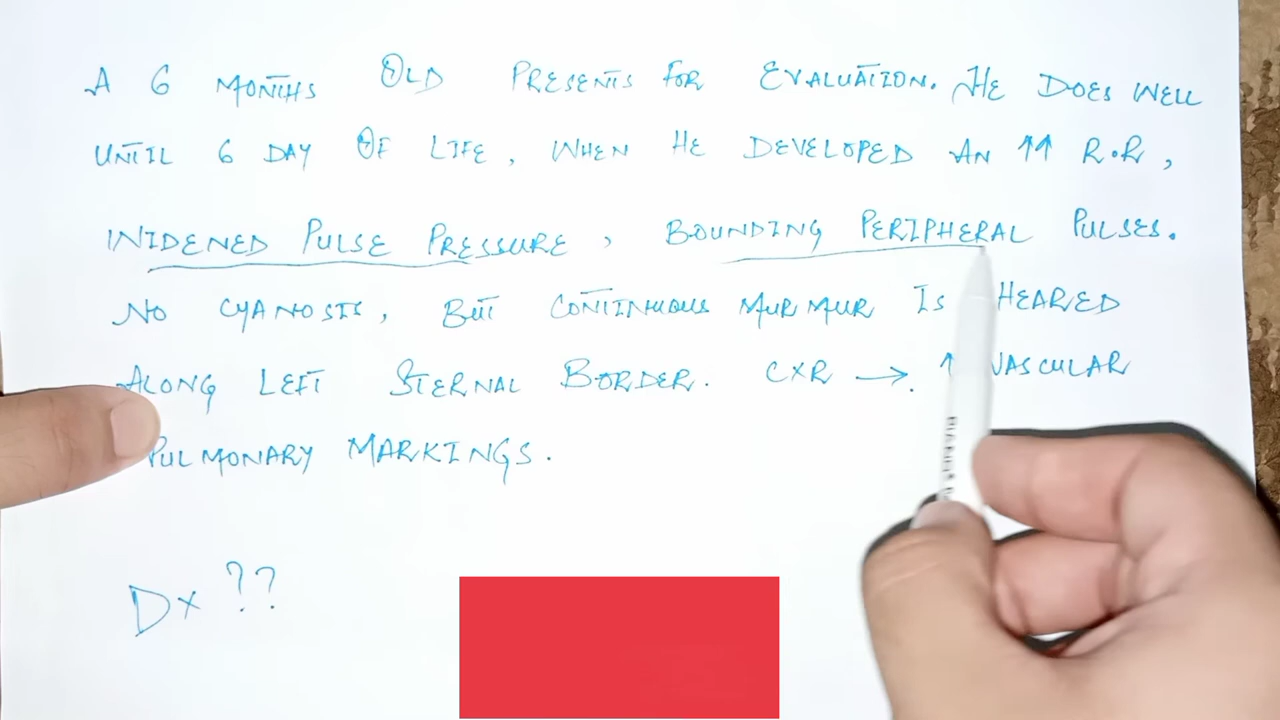 A 6 MONTHS OLD PRESENTS FOR EVALUATION. HE DOES WELL
UNTIL 6 DAY OF LIFE, WHEN HE DEVELOPED AN ↑↑ R.R,
WIDENED PULSE PRESSURE, BOUNDING PERIPHERAL PULSES.
NO CYANOSIS, BUT CONTINUOUS MURMUR IS HEARED
ALONG LEFT STERNAL BORDER. CXR → ↑ VASCULAR
PULMONARY MARKINGS.
Dx ??